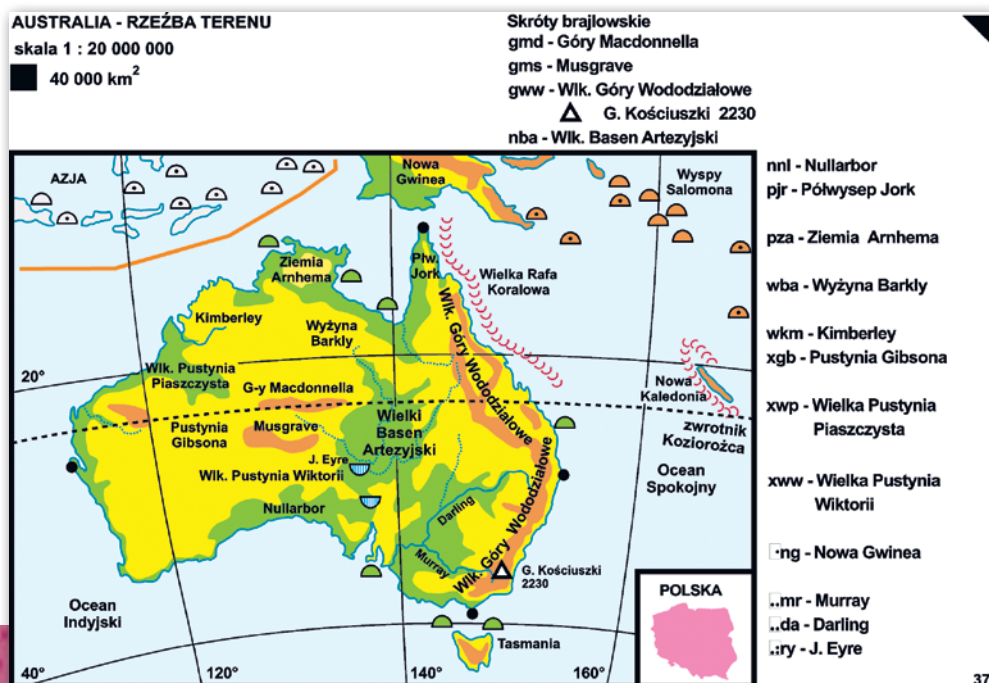 AUSTRALIA - RZEŹBA TERENU
skala 1 : 20 000 000
40 000 km²
Skróty brajlowskie
gmd - Góry Macdonnella
gms - Musgrave
gww - Wlk. Góry Wododziałowe
G. Kościuszki 2230
nba - Wlk. Basen Artezyjski
nnl - Nullarbor
pjr - Półwysep Jork
pza - Ziemia Arnhema
wba - Wyżyna Barkly
wkm - Kimberley
xgb - Pustynia Gibsona
xwp - Wielka Pustynia
Piaszczysta
xww - Wielka Pustynia
Wiktorii
ng - Nowa Gwinea
..mr - Murray
..da - Darling
.:ry - J. Eyre
AZJA
Nowa
Gwinea
Wyspy
Salomona
Ziemia
Arnhema
Płw.
Jork
Wielka Rafa
Koralowa
Kimberley
Wyżyna
Barkly
Wlk. Góry Wododziałowe
Wlk. Pustynia
Piaszczysta
20°
G-y Macdonnella
Nowa
Kaledonia
Pustynia
Gibsona
Musgrave
Wielki
Basen
Artezyjski
zwrotnik
Koziorożca
J. Eyre
Wlk. Pustynia Wiktorii
Ocean
Spokojny
Nullarbor
Darling
Wlk. Góry Wododziałowe
Murray
G. Kościuszki
2230
Ocean
Indyjski
Tasmania
POLSKA
40°
120°
140°
160°
37